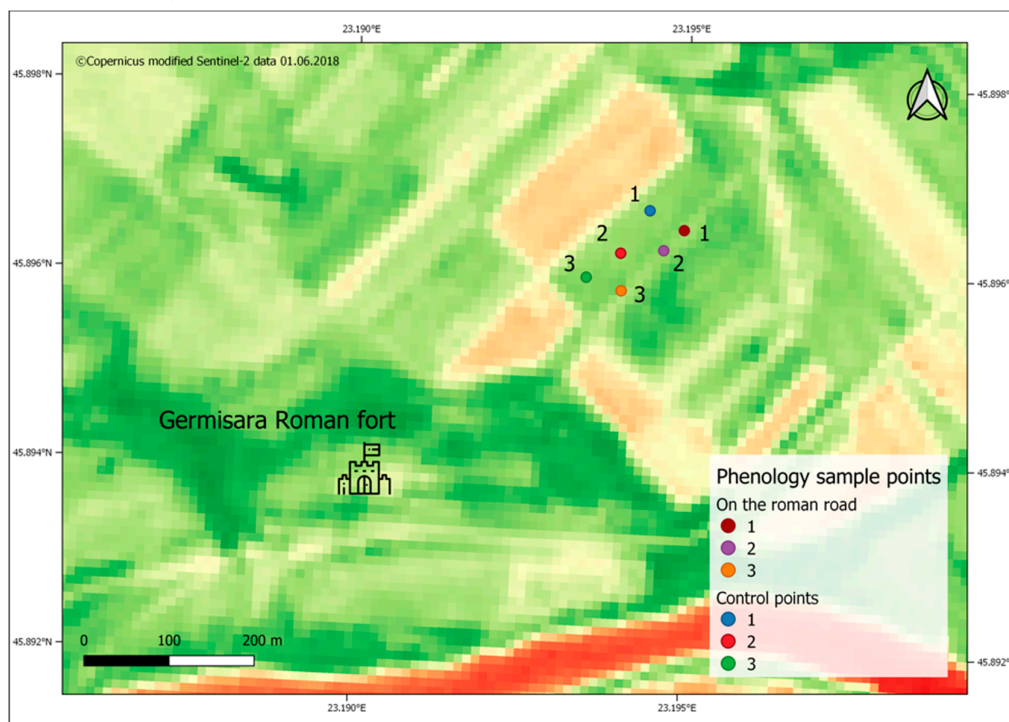 23.190°E 23.195°E
©Copernicus modified Sentinel-2 data 01.06.2018
45.898°N
45.898°N
1
1
2
2
3
3
45.896°N
45.896°N
Germisara Roman fort
45.894°N
45.894°N
Phenology sample points
On the roman road
1
2
3
Control points
1
2
3
45.892°N
45.892°N
0 100 200 m
23.190°E 23.195°E